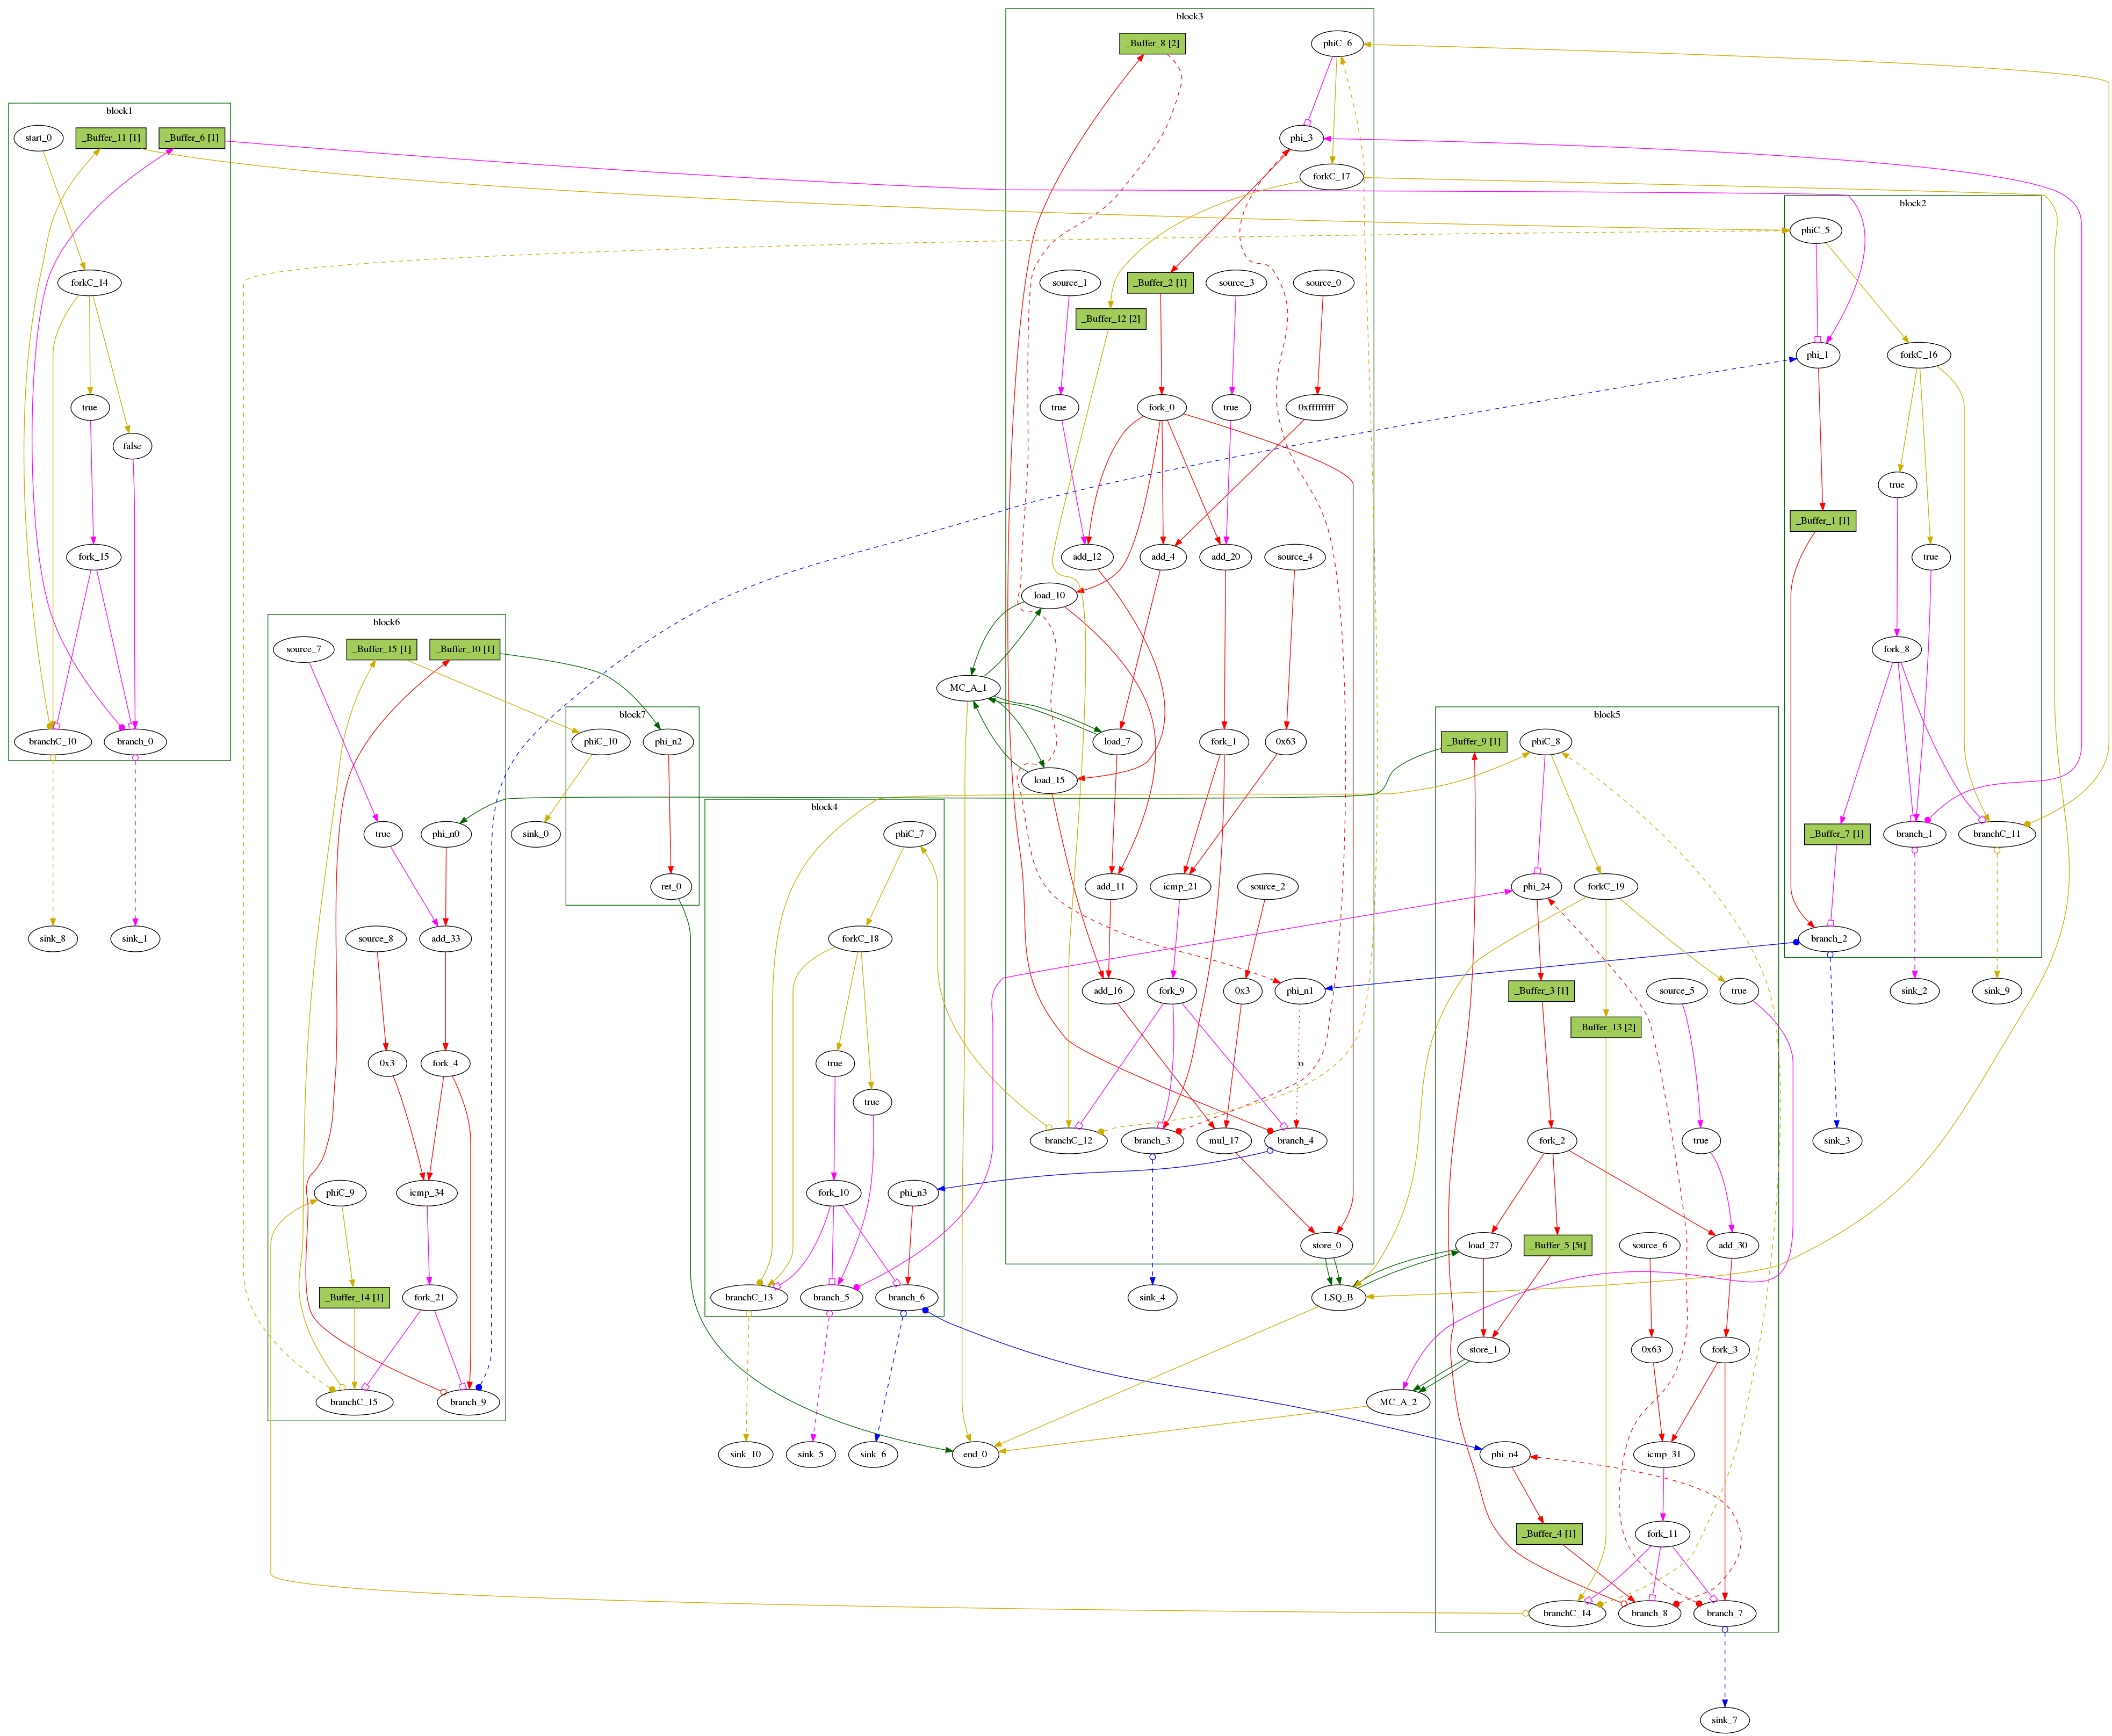 block1
start_0
_Buffer_11 [1]
_Buffer_6 [1]
forkC_14
true
false
fork_15
branchC_10
branch_0
sink_8
sink_1
block6
source_7
_Buffer_15 [1]
_Buffer_10 [1]
true
phi_n0
source_8
add_33
0x3
fork_4
phiC_9
icmp_34
_Buffer_14 [1]
fork_21
branchC_15
branch_9
block7
phiC_10
phi_n2
sink_0
ret_0
block4
phiC_7
forkC_18
true
true
fork_10
phi_n3
branchC_13
branch_5
branch_6
sink_10
sink_5
sink_6
end_0
block3
_Buffer_8 [2]
phiC_6
phi_3
forkC_17
source_1
_Buffer_2 [1]
source_3
source_0
_Buffer_12 [2]
true
fork_0
true
0xffffffff
add_12
add_4
add_20
source_4
load_10
MC_A_1
load_7
fork_1
0x63
load_15
add_11
icmp_21
source_2
add_16
fork_9
0x3
phi_n1
o
branchC_12
branch_3
mul_17
branch_4
store_0
sink_4
LSQ_B
MC_A_2
block5
_Buffer_9 [1]
phiC_8
phi_24
forkC_19
_Buffer_3 [1]
source_5
true
_Buffer_13 [2]
fork_2
true
load_27
_Buffer_5 [5t]
source_6
add_30
store_1
0x63
fork_3
phi_n4
icmp_31
_Buffer_4 [1]
fork_11
branchC_14
branch_8
branch_7
sink_7
block2
phiC_5
phi_1
forkC_16
true
_Buffer_1 [1]
true
fork_8
_Buffer_7 [1]
branch_1
branchC_11
branch_2
sink_2
sink_9
sink_3